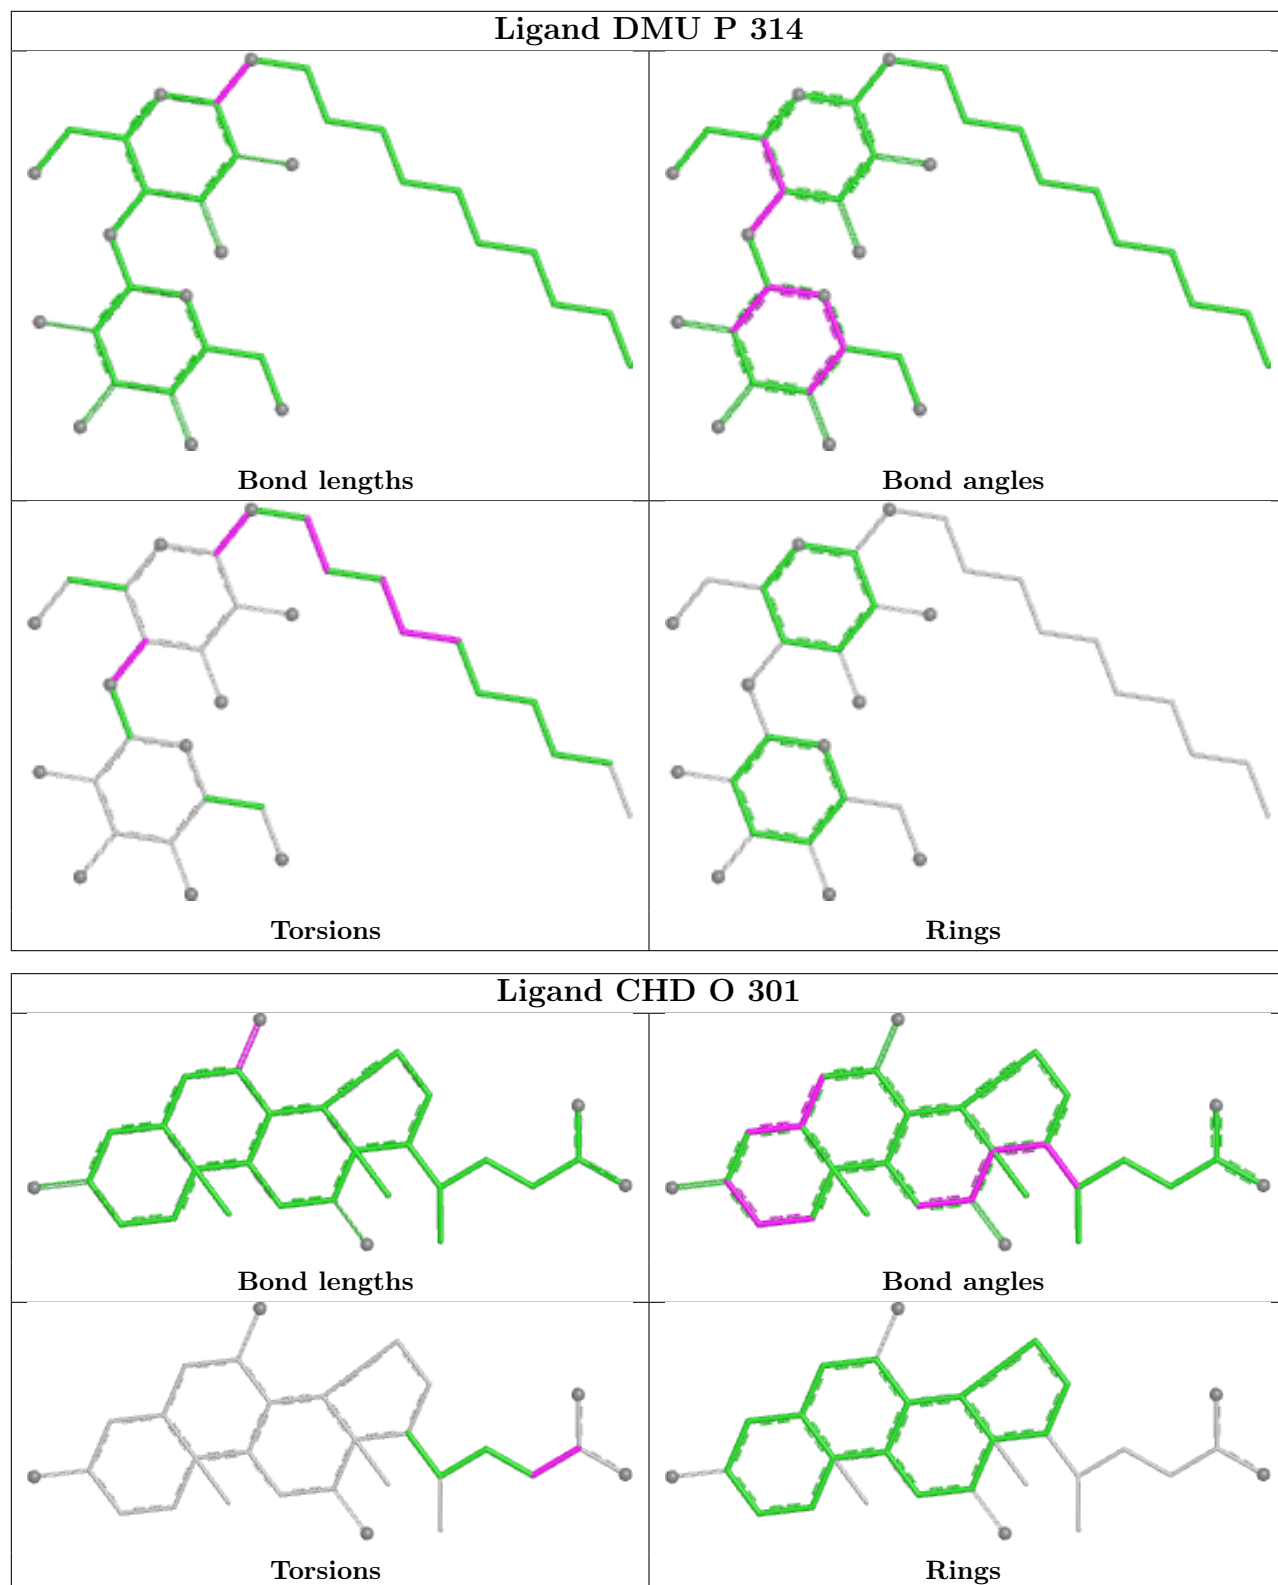 Ligand DMU P 314
Bond lengths
Bond angles
Torsions
Rings
Ligand CHD O 301
Bond lengths
Bond angles
Torsions
Rings